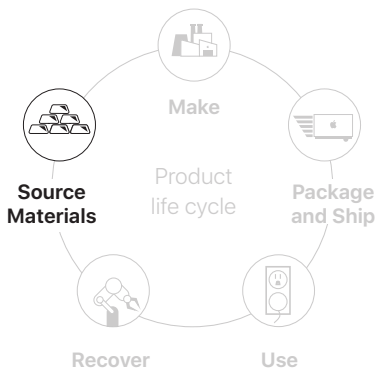 Make
Source
Materials
Product
life cycle
Package
and Ship
Recover
Use